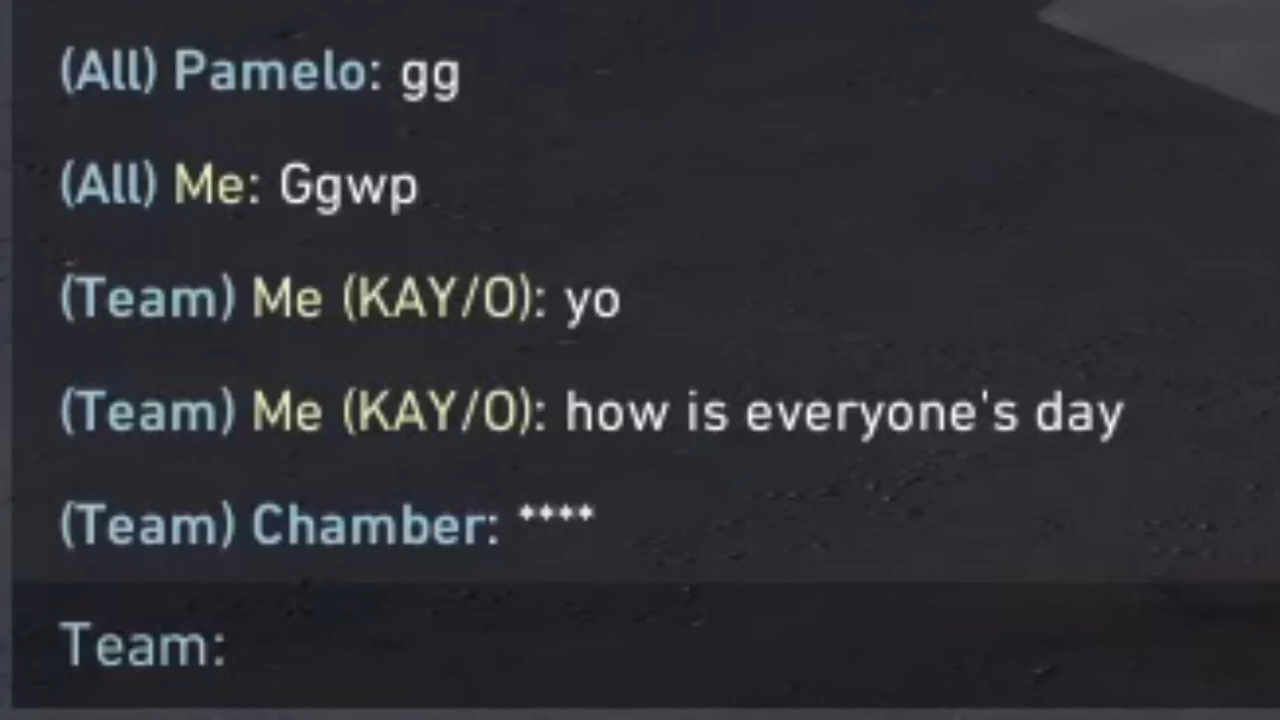 (All) Pamelo: gg
(All) Me: Ggwp
(Team) Me (KAY/O): yo
(Team) Me (KAY/O): how is everyone's day
(Team) Chamber: ****
Team: